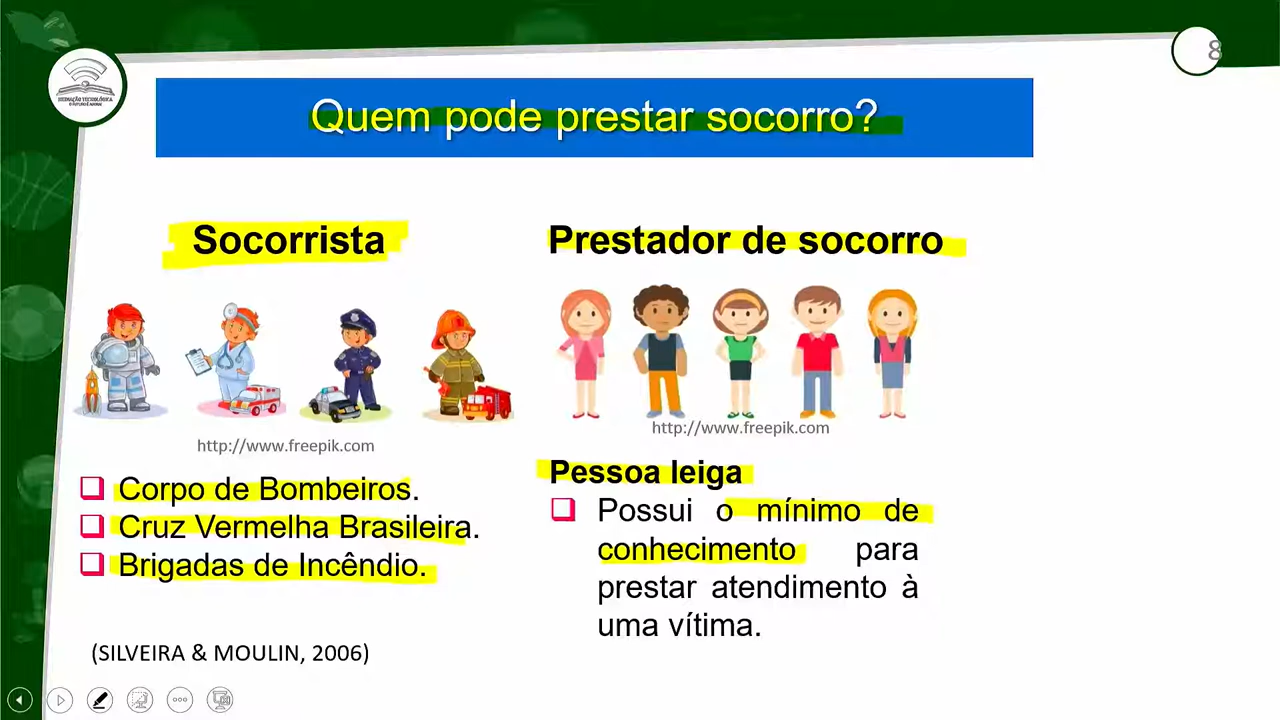 8
Quem pode prestar socorro?
Socorrista
http://www.freepik.com
Corpo de Bombeiros.
Cruz Vermelha Brasileira.
Brigadas de Incêndio.
(SILVEIRA & MOULIN, 2006)
Prestador de socorro
http://www.freepik.com
Pessoa leiga
Possui o mínimo de
conhecimento para
prestar atendimento à
uma vítima.